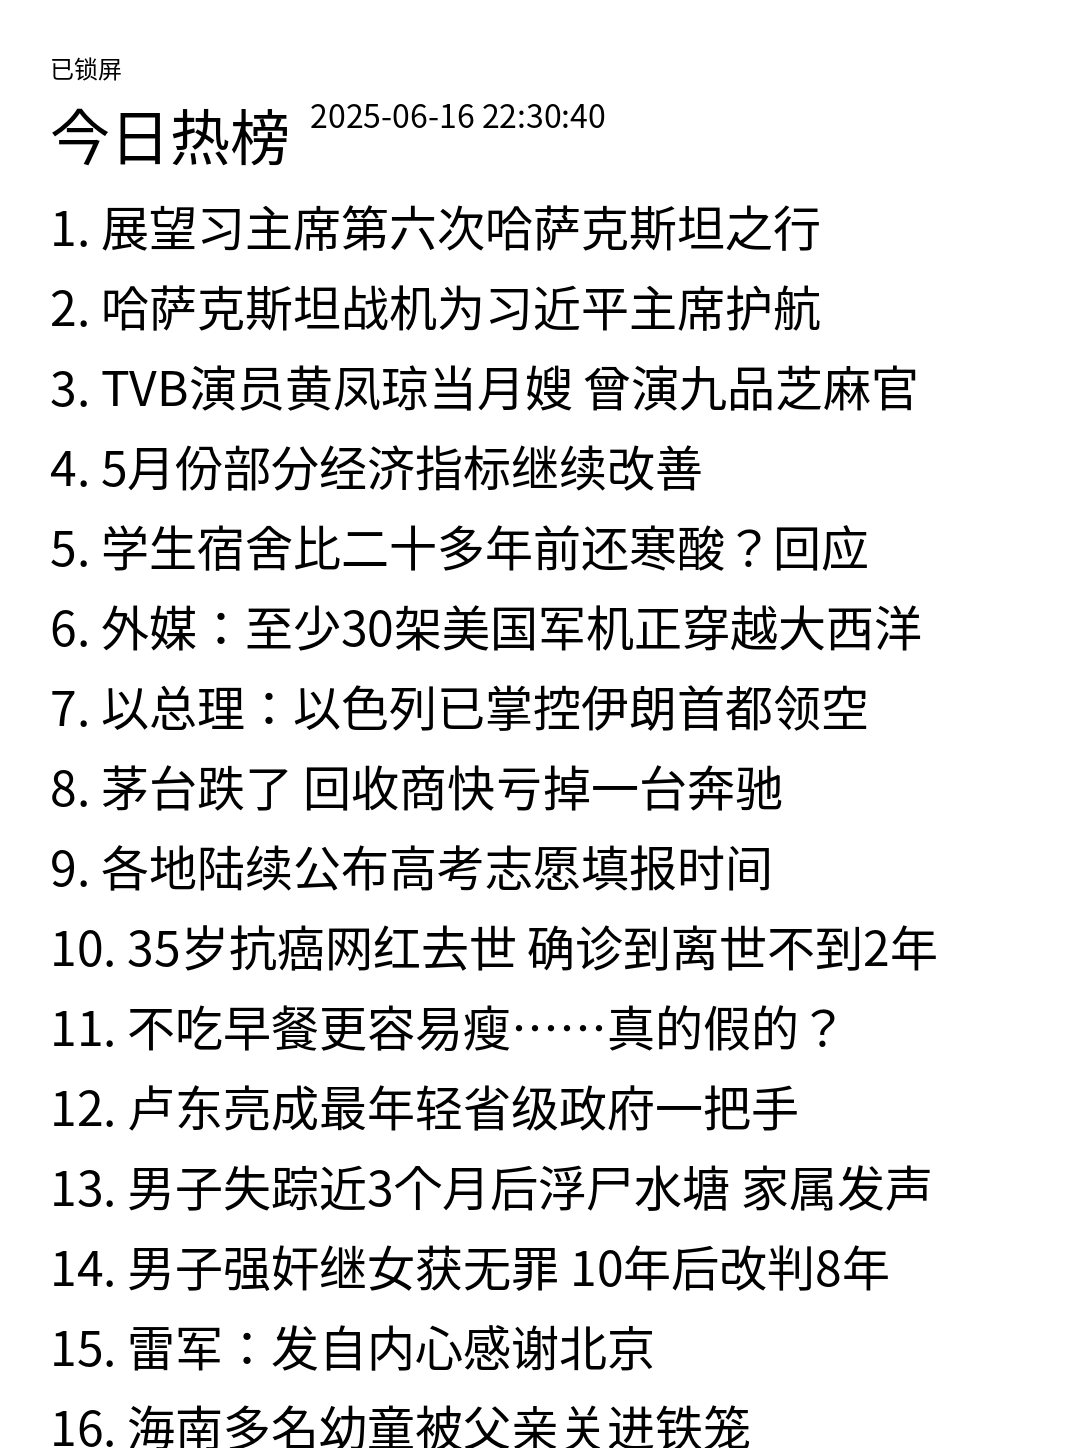 已锁屏
今日热榜 2025-06-16 22:30:40
1. 展望习主席第六次哈萨克斯坦之行
2. 哈萨克斯坦战机为习近平主席护航
3. TVB演员黄凤琼当月嫂 曾演九品芝麻官
4. 5月份部分经济指标继续改善
5. 学生宿舍比二十多年前还寒酸？回应
6. 外媒：至少30架美国军机正穿越大西洋
7. 以总理：以色列已掌控伊朗首都领空
8. 茅台跌了 回收商快亏掉一台奔驰
9. 各地陆续公布高考志愿填报时间
10. 35岁抗癌网红去世 确诊到离世不到2年
11. 不吃早餐更容易瘦……真的假的？
12. 卢东亮成最年轻省级政府一把手
13. 男子失踪近3个月后浮尸水塘 家属发声
14. 男子强奸继女获无罪 10年后改判8年
15. 雷军：发自内心感谢北京
16. 海南多名幼童被父亲关进铁笼